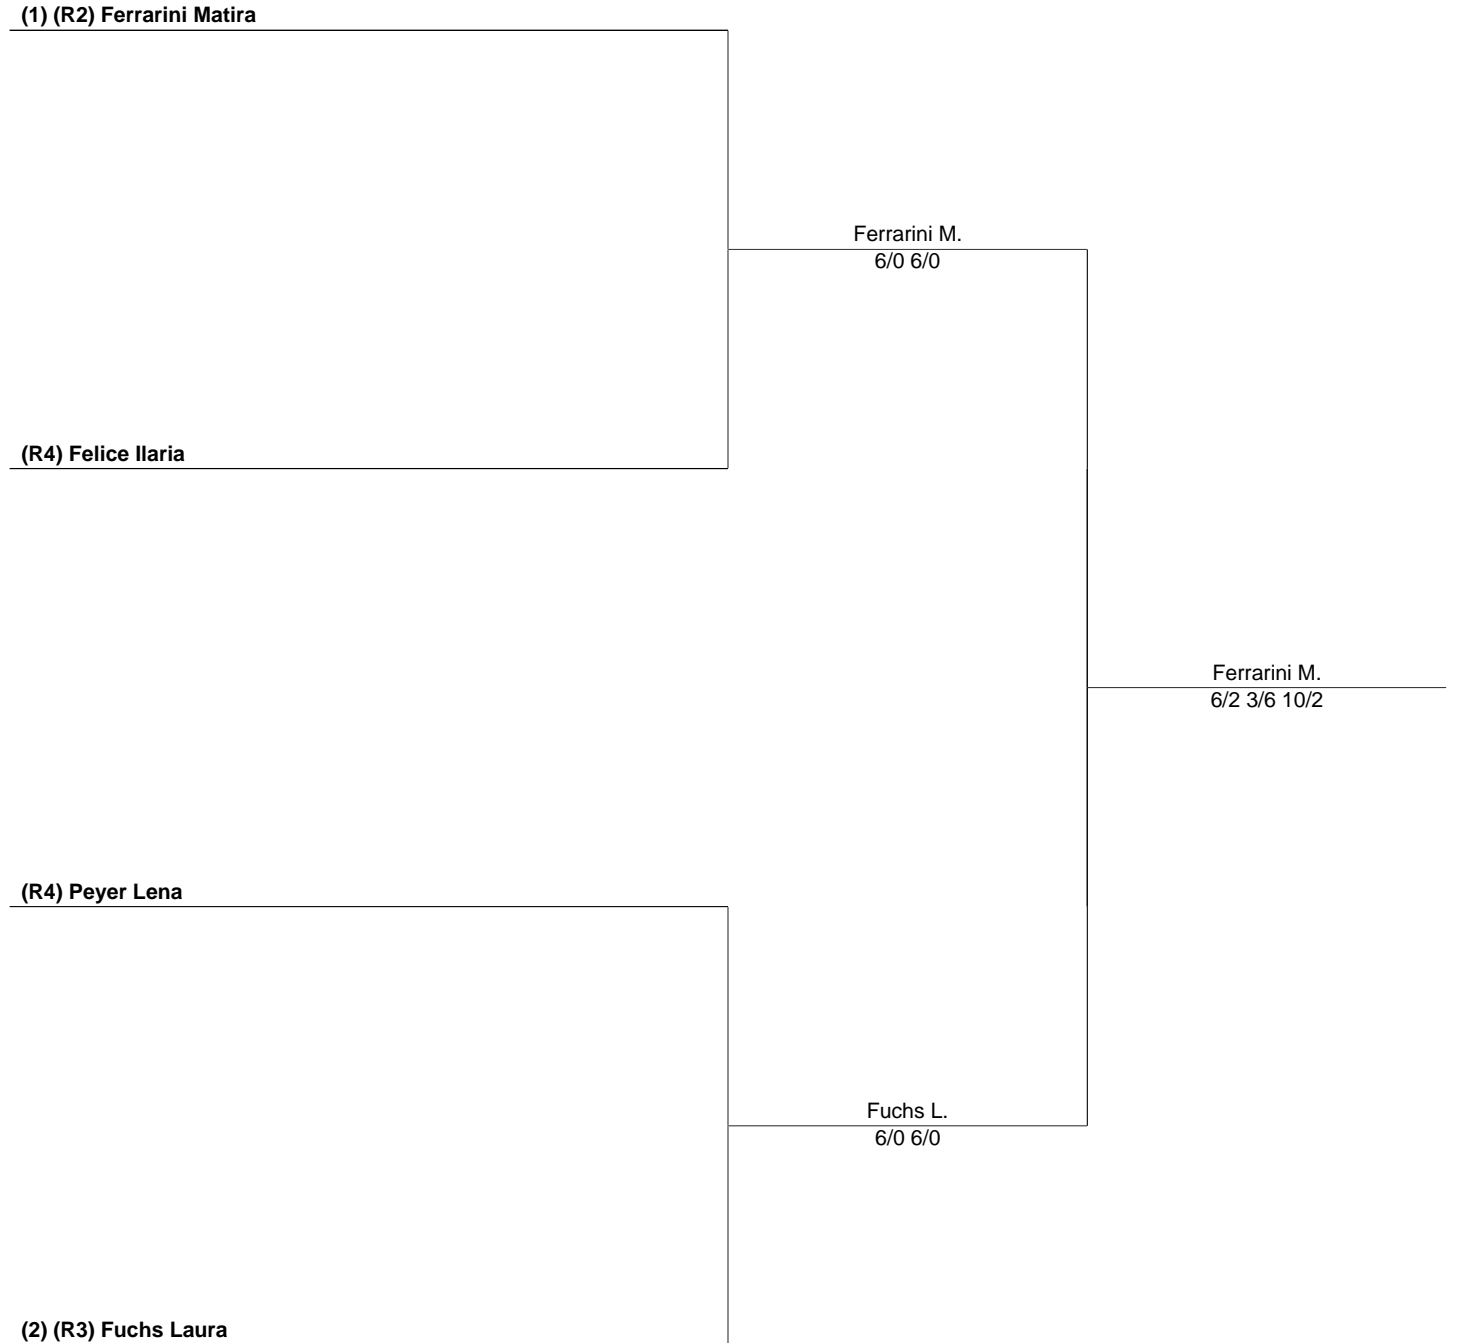 (1) (R2) Ferrarini Matira
Ferrarini M.
6/0 6/0
(R4) Felice Ilaria
Ferrarini M.
6/2 3/6 10/2
(R4) Peyer Lena
Fuchs L.
6/0 6/0
(2) (R3) Fuchs Laura